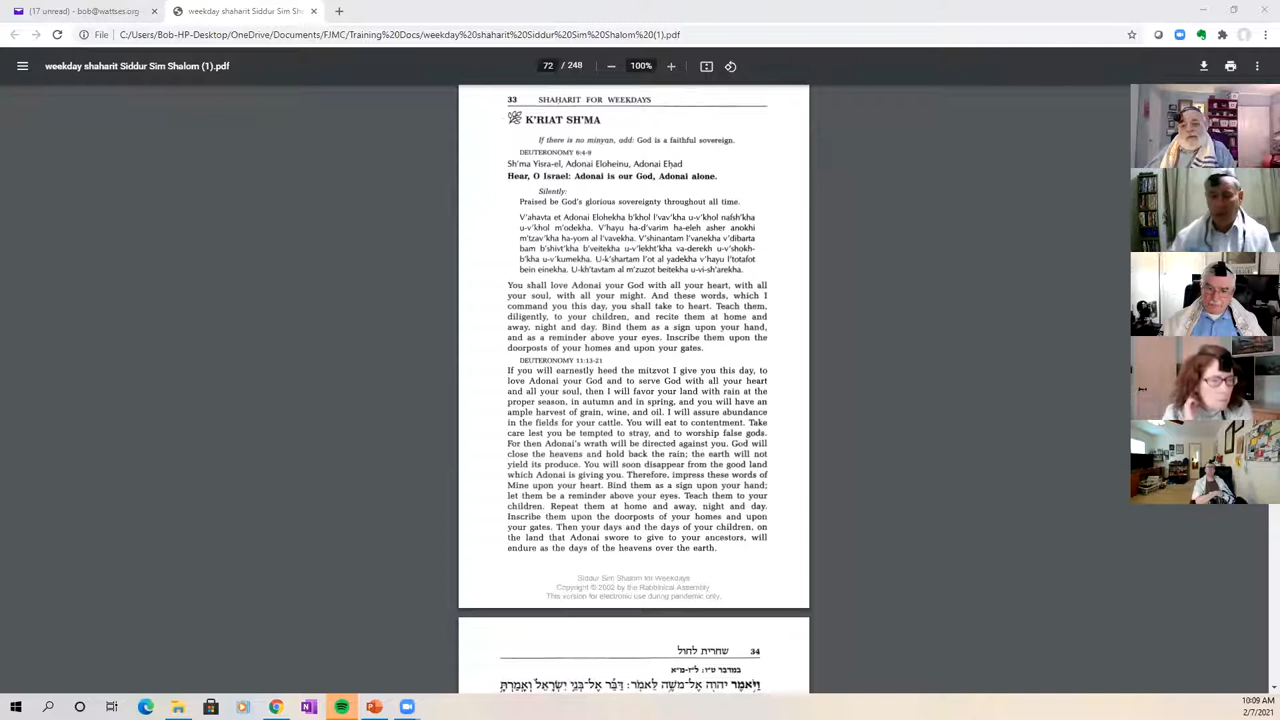 (17 unread) - bob@wattses.org
weekday shaharit Siddur Sim Sh
File
C:/Users/Bob-HP-Desktop/OneDrive/Documents/FJMC/Training%20Docs/weekday%20shaharit%20Siddur%20Sim%20Shalom%20(1).pdf
weekday shaharit Siddur Sim Shalom (1).pdf
72 / 248
100%
33 SHAḤARIT FOR WEEKDAYS
K'RIAT SH'MA
If there is no minyan, add: God is a faithful sovereign.
DEUTERONOMY 6:4-9
Sh'ma Yisra-el, Adonai Eloheinu, Adonai Eḥad
Hear, O Israel: Adonai is our God, Adonai alone.
Silently:
Praised be God's glorious sovereignty throughout all time.
V'ahavta et Adonai Elohekha b'khol l'vav'kha u-v'khol nafsh'kha
u-v'khol m'odekha. V'hayu ha-d'varim ha-eleh asher anokhi
m'tzav'kha ha-yom al l'vavekha. V'shinantam l'vanekha v'dibarta
bam b'shivt'kha b'veitekha u-v'lekht'kha va-derekh u-v'shokh-
b'kha u-v'kumekha. U-k'shartam l'ot al yadekha v'hayu l'totafot
bein einekha. U-kh'tavtam al m'zuzot beitekha u-vi-sh'arekha.
You shall love Adonai your God with all your heart, with all
your soul, with all your might. And these words, which I
command you this day, you shall take to heart. Teach them,
diligently, to your children, and recite them at home and
away, night and day. Bind them as a sign upon your hand,
and as a reminder above your eyes. Inscribe them upon the
doorposts of your homes and upon your gates.
DEUTERONOMY 11:13-21
If you will earnestly heed the mitzvot I give you this day, to
love Adonai your God and to serve God with all your heart
and all your soul, then I will favor your land with rain at the
proper season, in autumn and in spring, and you will have an
ample harvest of grain, wine, and oil. I will assure abundance
in the fields for your cattle. You will eat to contentment. Take
care lest you be tempted to stray, and to worship false gods.
For then Adonai's wrath will be directed against you. God will
close the heavens and hold back the rain; the earth will not
yield its produce. You will soon disappear from the good land
which Adonai is giving you. Therefore, impress these words of
Mine upon your heart. Bind them as a sign upon your hand;
let them be a reminder above your eyes. Teach them to your
children. Repeat them at home and away, night and day.
Inscribe them upon the doorposts of your homes and upon
your gates. Then your days and the days of your children, on
the land that Adonai swore to give to your ancestors, will
endure as the days of the heavens over the earth.
Siddur Sim Shalom for Weekdays
Copyright © 2002 by the Rabbinical Assembly
This version for electronic use during pandemic only.
שחרית לחול 34
במדבר ט״ו: ל״ז-מ״א
וַיֹּאמֶר יהוה אֶל־מֹשֶׁה לֵּאמֹר: דַּבֵּר אֶל־בְּנֵי יִשְׂרָאֵל וְאָמַרְתָּ
10:09 AM
2/7/2021